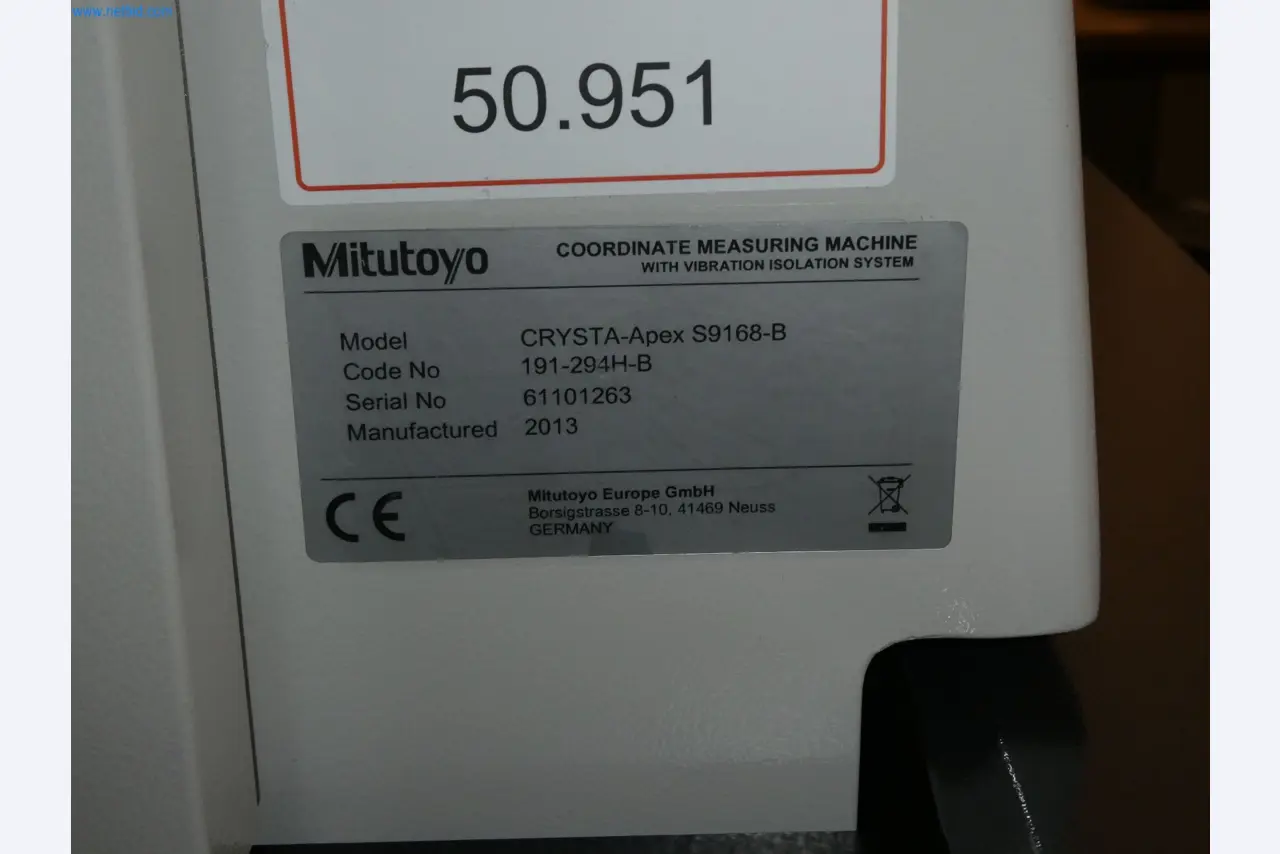 50.951
Mitutoyo
COORDINATE MEASURING MACHINE
WITH VIBRATION ISOLATION SYSTEM
Model CRYSTA-Apex S9168-B
Code No 191-294H-B
Serial No 61101263
Manufactured 2013
CE
Mitutoyo Europe GmbH
Borsigstrasse 8-10, 41469 Neuss
GERMANY